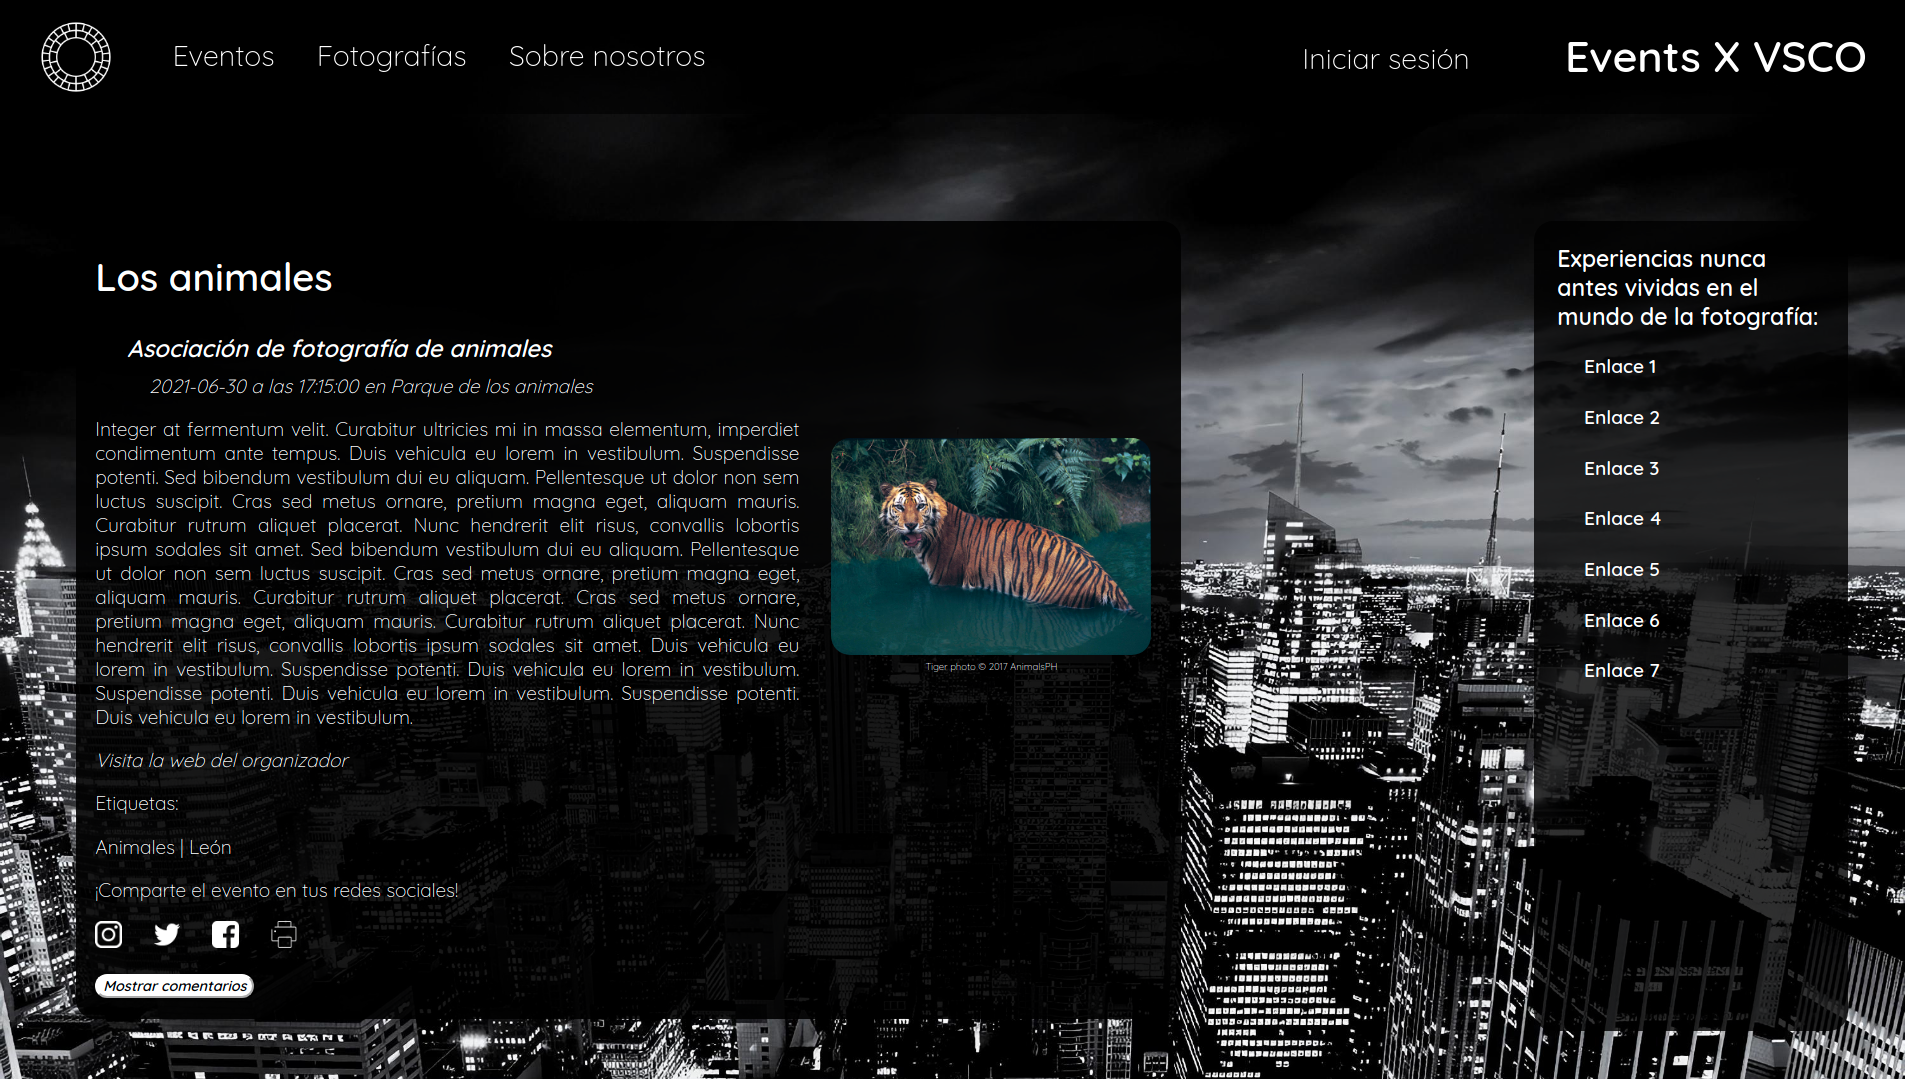 Eventos Fotografías Sobre nosotros Iniciar sesión Events X VSCO
Los animales
Asociación de fotografía de animales
2021-06-30 a las 17:15:00 en Parque de los animales
Integer at fermentum velit. Curabitur ultricies mi in massa elementum, imperdiet
condimentum ante tempus. Duis vehicula eu lorem in vestibulum. Suspendisse
potenti. Sed bibendum vestibulum dui eu aliquam. Pellentesque ut dolor non sem
luctus suscipit. Cras sed metus ornare, pretium magna eget, aliquam mauris.
Curabitur rutrum aliquet placerat. Nunc hendrerit elit risus, convallis lobortis
ipsum sodales sit amet. Sed bibendum vestibulum dui eu aliquam. Pellentesque
ut dolor non sem luctus suscipit. Cras sed metus ornare, pretium magna eget,
aliquam mauris. Curabitur rutrum aliquet placerat. Cras sed metus ornare,
pretium magna eget, aliquam mauris. Curabitur rutrum aliquet placerat. Nunc
hendrerit elit risus, convallis lobortis ipsum sodales sit amet. Duis vehicula eu
lorem in vestibulum. Suspendisse potenti. Duis vehicula eu lorem in vestibulum.
Suspendisse potenti. Duis vehicula eu lorem in vestibulum. Suspendisse potenti.
Duis vehicula eu lorem in vestibulum.
Tiger photo © 2017 AnimalsPH
Visita la web del organizador
Etiquetas:
Animales | León
¡Comparte el evento en tus redes sociales!
Mostrar comentarios
Experiencias nunca
antes vividas en el
mundo de la fotografía:
Enlace 1
Enlace 2
Enlace 3
Enlace 4
Enlace 5
Enlace 6
Enlace 7